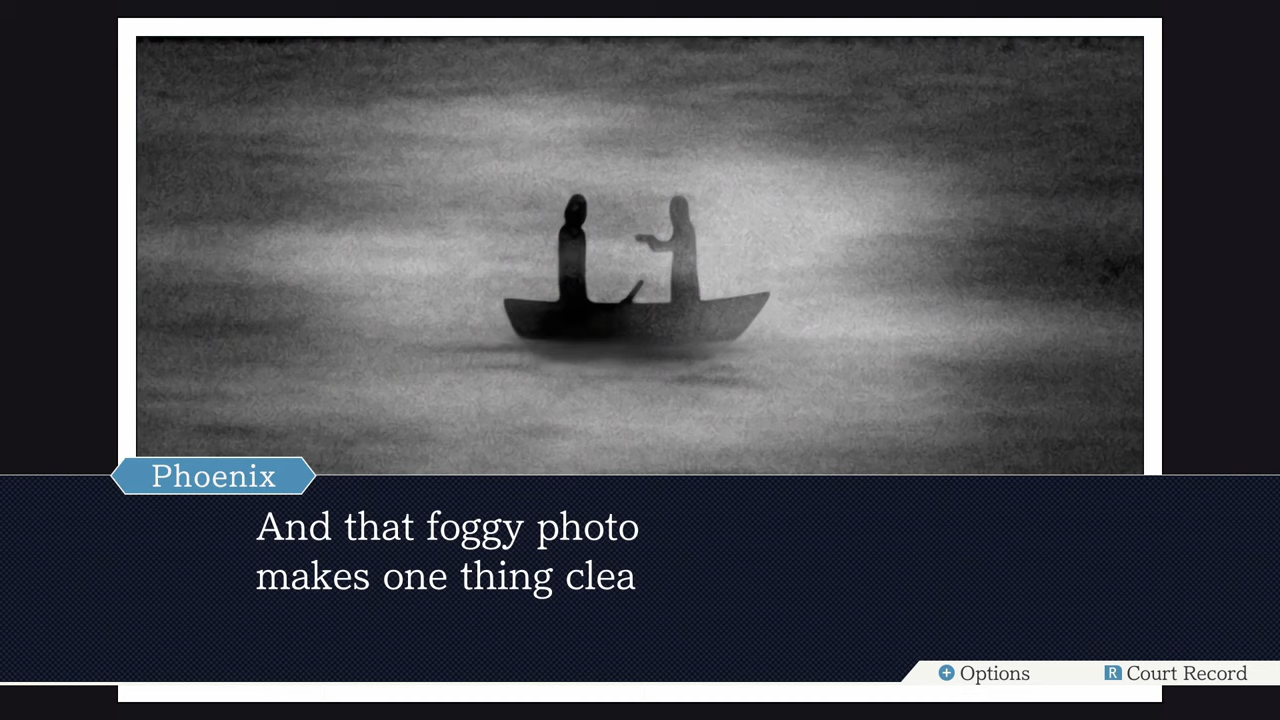 Phoenix
And that foggy photo
makes one thing clea
+ Options
R Court Record